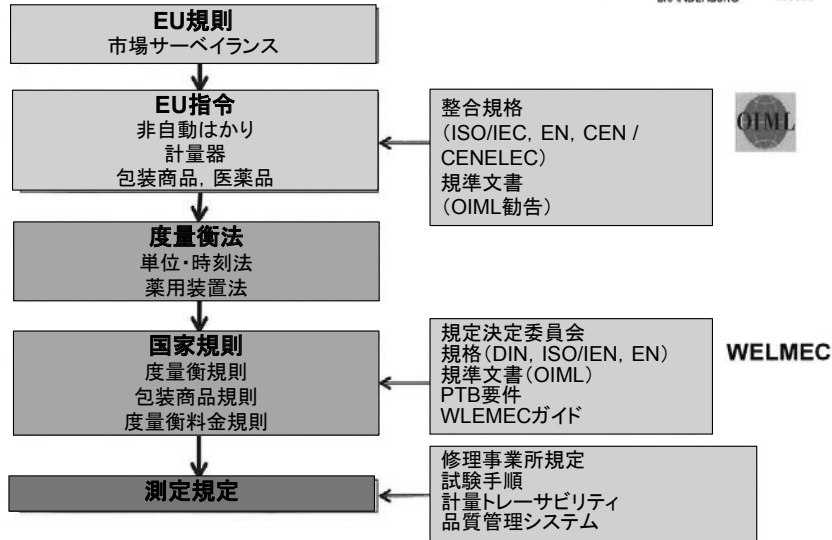 EU規則
市場サーベイランス
EU指令
非自動はかり
計量器
包装商品, 医薬品
整合規格
(ISO/IEC, EN, CEN /
CENELEC)
規準文書
(OIML勧告)
OIML
度量衡法
単位・時刻法
薬用装置法
国家規則
度量衡規則
包装商品規則
度量衡料金規則
規定決定委員会
規格(DIN, ISO/IEN, EN)
規準文書(OIML)
PTB要件
WLEMECガイド
WELMEC
測定規定
修理事業所規定
試験手順
計量トレーサビリティ
品質管理システム